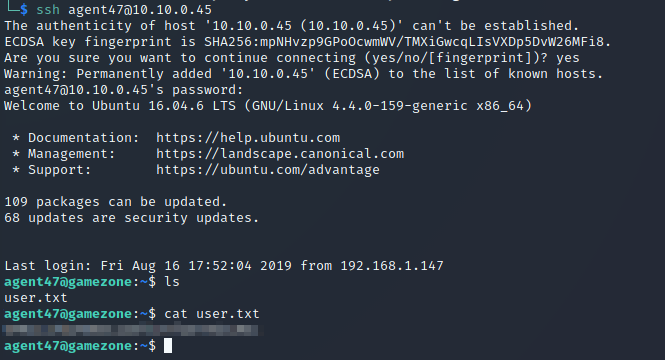 └─$ ssh agent47@10.10.0.45
The authenticity of host '10.10.0.45 (10.10.0.45)' can't be established.
ECDSA key fingerprint is SHA256:mpNHvzp9GPoOcwmWV/TMXiGwcqLIsVXDp5DvW26MFi8.
Are you sure you want to continue connecting (yes/no/[fingerprint])? yes
Warning: Permanently added '10.10.0.45' (ECDSA) to the list of known hosts.
agent47@10.10.0.45's password:
Welcome to Ubuntu 16.04.6 LTS (GNU/Linux 4.4.0-159-generic x86_64)
* Documentation: https://help.ubuntu.com
* Management: https://landscape.canonical.com
* Support: https://ubuntu.com/advantage
109 packages can be updated.
68 updates are security updates.
Last login: Fri Aug 16 17:52:04 2019 from 192.168.1.147
agent47@gamezone:~$ ls
user.txt
agent47@gamezone:~$ cat user.txt
agent47@gamezone:~$